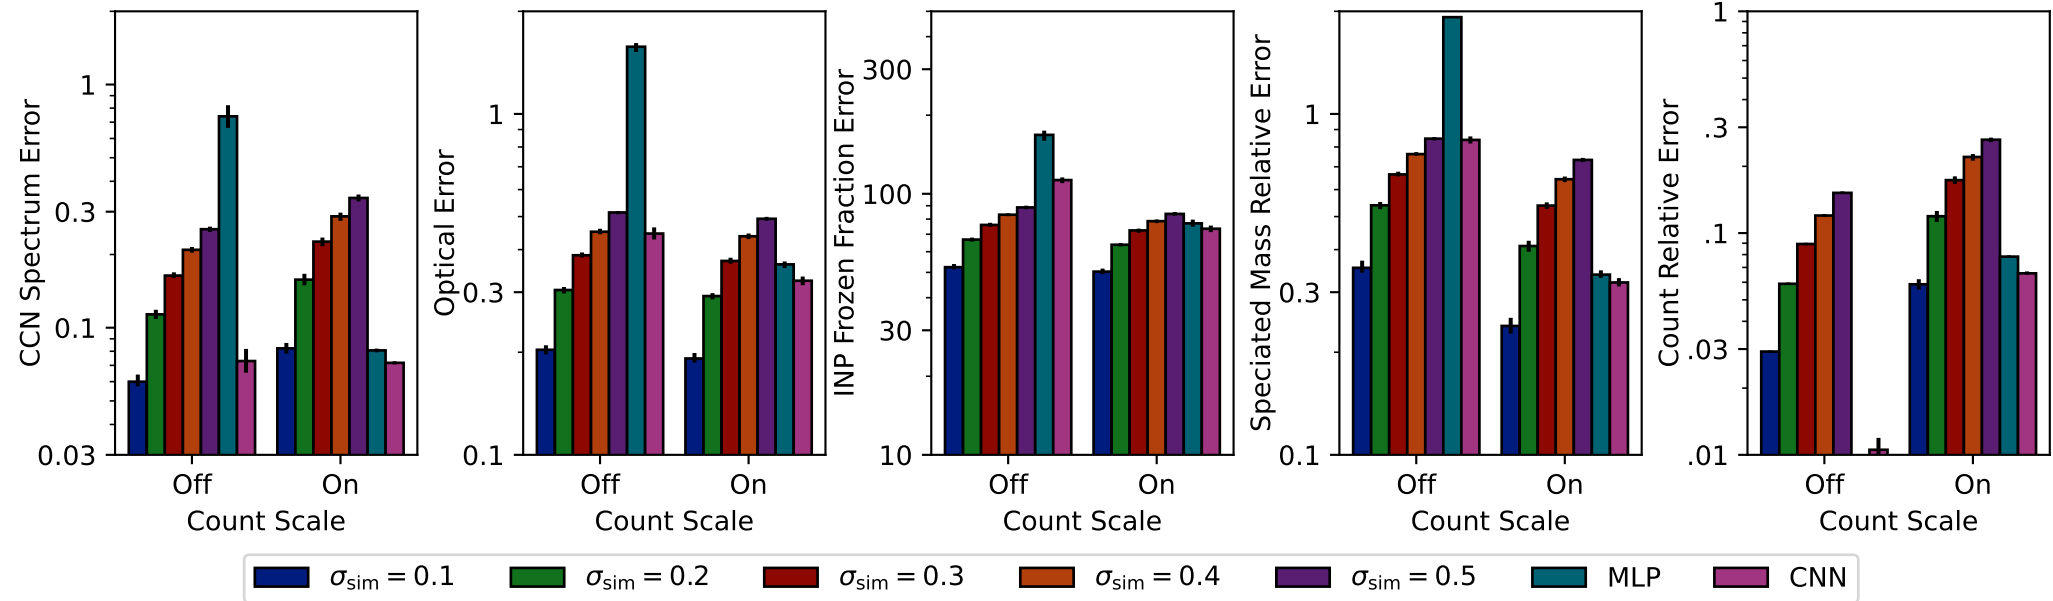 CCN Spectrum Error
1
0.3
0.1
0.03
Off
On
Count Scale
Optical Error
1
0.3
0.1
Off
On
Count Scale
INP Frozen Fraction Error
300
100
30
10
Off
On
Count Scale
Speciated Mass Relative Error
1
0.3
0.1
Off
On
Count Scale
Count Relative Error
1
.3
.1
.03
.01
Off
On
Count Scale
σsim = 0.1
σsim = 0.2
σsim = 0.3
σsim = 0.4
σsim = 0.5
MLP
CNN